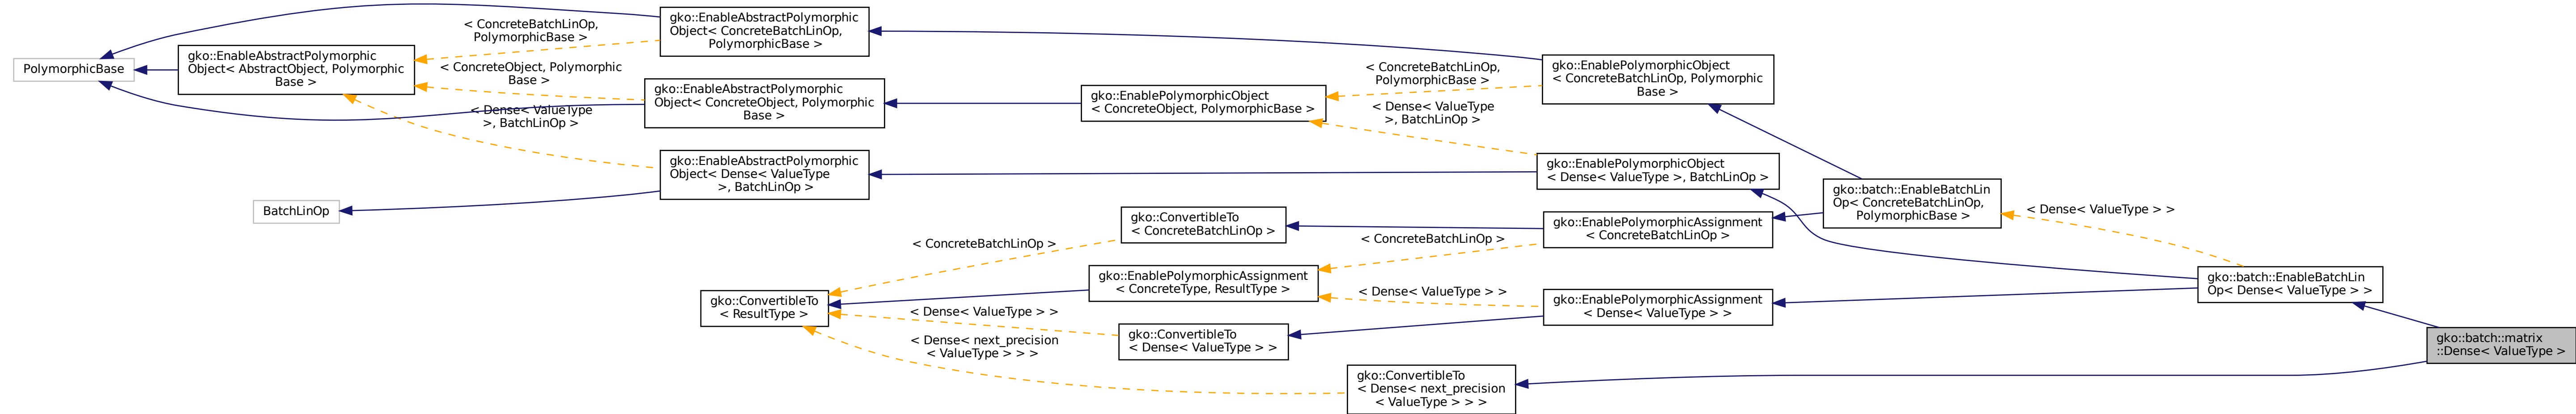 PolymorphicBase
gko::EnableAbstractPolymorphic
Object< AbstractObject, Polymorphic
Base >
BatchLinOp
< ConcreteBatchLinOp,
PolymorphicBase >
< ConcreteObject, Polymorphic
Base >
< Dense< ValueType
>, BatchLinOp >
gko::EnableAbstractPolymorphic
Object< ConcreteBatchLinOp,
PolymorphicBase >
gko::EnableAbstractPolymorphic
Object< ConcreteObject, Polymorphic
Base >
gko::EnableAbstractPolymorphic
Object< Dense< ValueType
>, BatchLinOp >
gko::ConvertibleTo
< ResultType >
< ConcreteBatchLinOp >
< Dense< ValueType > >
< Dense< next_precision
< ValueType > > >
gko::EnablePolymorphicObject
< ConcreteObject, PolymorphicBase >
gko::ConvertibleTo
< ConcreteBatchLinOp >
gko::EnablePolymorphicAssignment
< ConcreteType, ResultType >
gko::ConvertibleTo
< Dense< ValueType > >
< ConcreteBatchLinOp,
PolymorphicBase >
< Dense< ValueType
>, BatchLinOp >
< ConcreteBatchLinOp >
< Dense< ValueType > >
gko::ConvertibleTo
< Dense< next_precision
< ValueType > > >
gko::EnablePolymorphicObject
< ConcreteBatchLinOp, Polymorphic
Base >
gko::EnablePolymorphicObject
< Dense< ValueType >, BatchLinOp >
gko::EnablePolymorphicAssignment
< ConcreteBatchLinOp >
gko::EnablePolymorphicAssignment
< Dense< ValueType > >
gko::batch::EnableBatchLin
Op< ConcreteBatchLinOp,
PolymorphicBase >
< Dense< ValueType > >
gko::batch::EnableBatchLin
Op< Dense< ValueType > >
gko::batch::matrix
::Dense< ValueType >